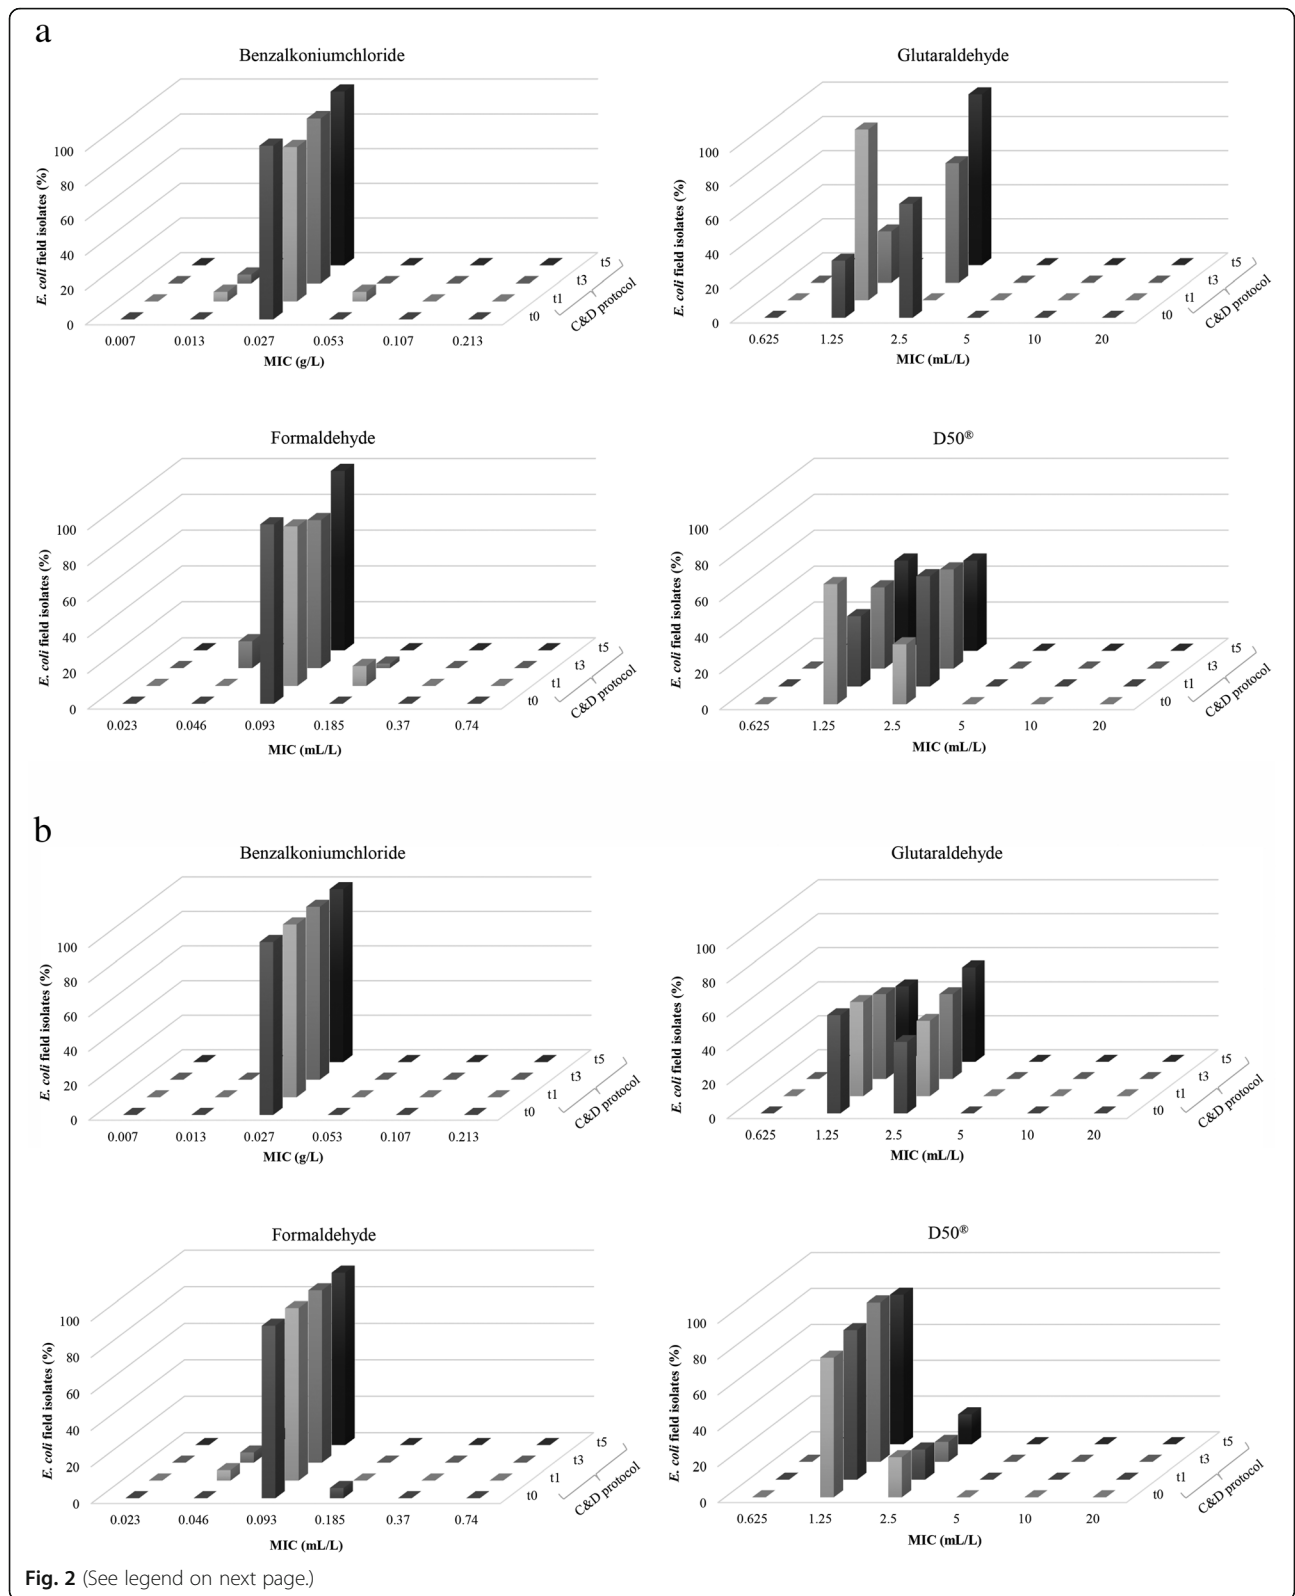 a
Benzalkoniumchloride
E. coli field isolates (%)
100
80
60
40
20
0
0.007 0.013 0.027 0.053 0.107 0.213
MIC (g/L)
t0 t1 t3 t5
C&D protocol
Glutaraldehyde
E. coli field isolates (%)
100
80
60
40
20
0
0.625 1.25 2.5 5 10 20
MIC (mL/L)
t0 t1 t3 t5
C&D protocol
Formaldehyde
E. coli field isolates (%)
100
80
60
40
20
0
0.023 0.046 0.093 0.185 0.37 0.74
MIC (mL/L)
t0 t1 t3 t5
C&D protocol
D50®
E. coli field isolates (%)
100
80
60
40
20
0
0.625 1.25 2.5 5 10 20
MIC (mL/L)
t0 t1 t3 t5
C&D protocol
b
Benzalkoniumchloride
E. coli field isolates (%)
100
80
60
40
20
0
0.007 0.013 0.027 0.053 0.107 0.213
MIC (g/L)
t0 t1 t3 t5
C&D protocol
Glutaraldehyde
E. coli field isolates (%)
100
80
60
40
20
0
0.625 1.25 2.5 5 10 20
MIC (mL/L)
t0 t1 t3 t5
C&D protocol
Formaldehyde
E. coli field isolates (%)
100
80
60
40
20
0
0.023 0.046 0.093 0.185 0.37 0.74
MIC (mL/L)
t0 t1 t3 t5
C&D protocol
D50®
E. coli field isolates (%)
100
80
60
40
20
0
0.625 1.25 2.5 5 10 20
MIC (mL/L)
t0 t1 t3 t5
C&D protocol
Fig. 2 (See legend on next page.)